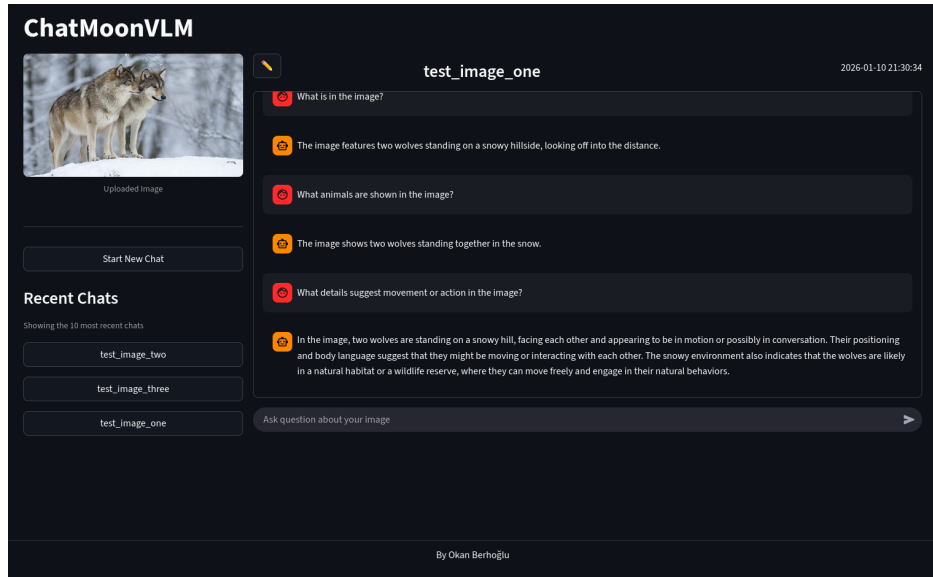 ChatMoonVLM
Uploaded Image
Start New Chat
Recent Chats
Showing the 10 most recent chats
test_image_two
test_image_three
test_image_one
test_image_one
2026-01-10 21:30:34
What is in the image?
The image features two wolves standing on a snowy hillside, looking off into the distance.
What animals are shown in the image?
The image shows two wolves standing together in the snow.
What details suggest movement or action in the image?
In the image, two wolves are standing on a snowy hill, facing each other and appearing to be in motion or possibly in conversation. Their positioning
and body language suggest that they might be moving or interacting with each other. The snowy environment also indicates that the wolves are likely
in a natural habitat or a wildlife reserve, where they can move freely and engage in their natural behaviors.
Ask question about your image
By Okan Berhoğlu